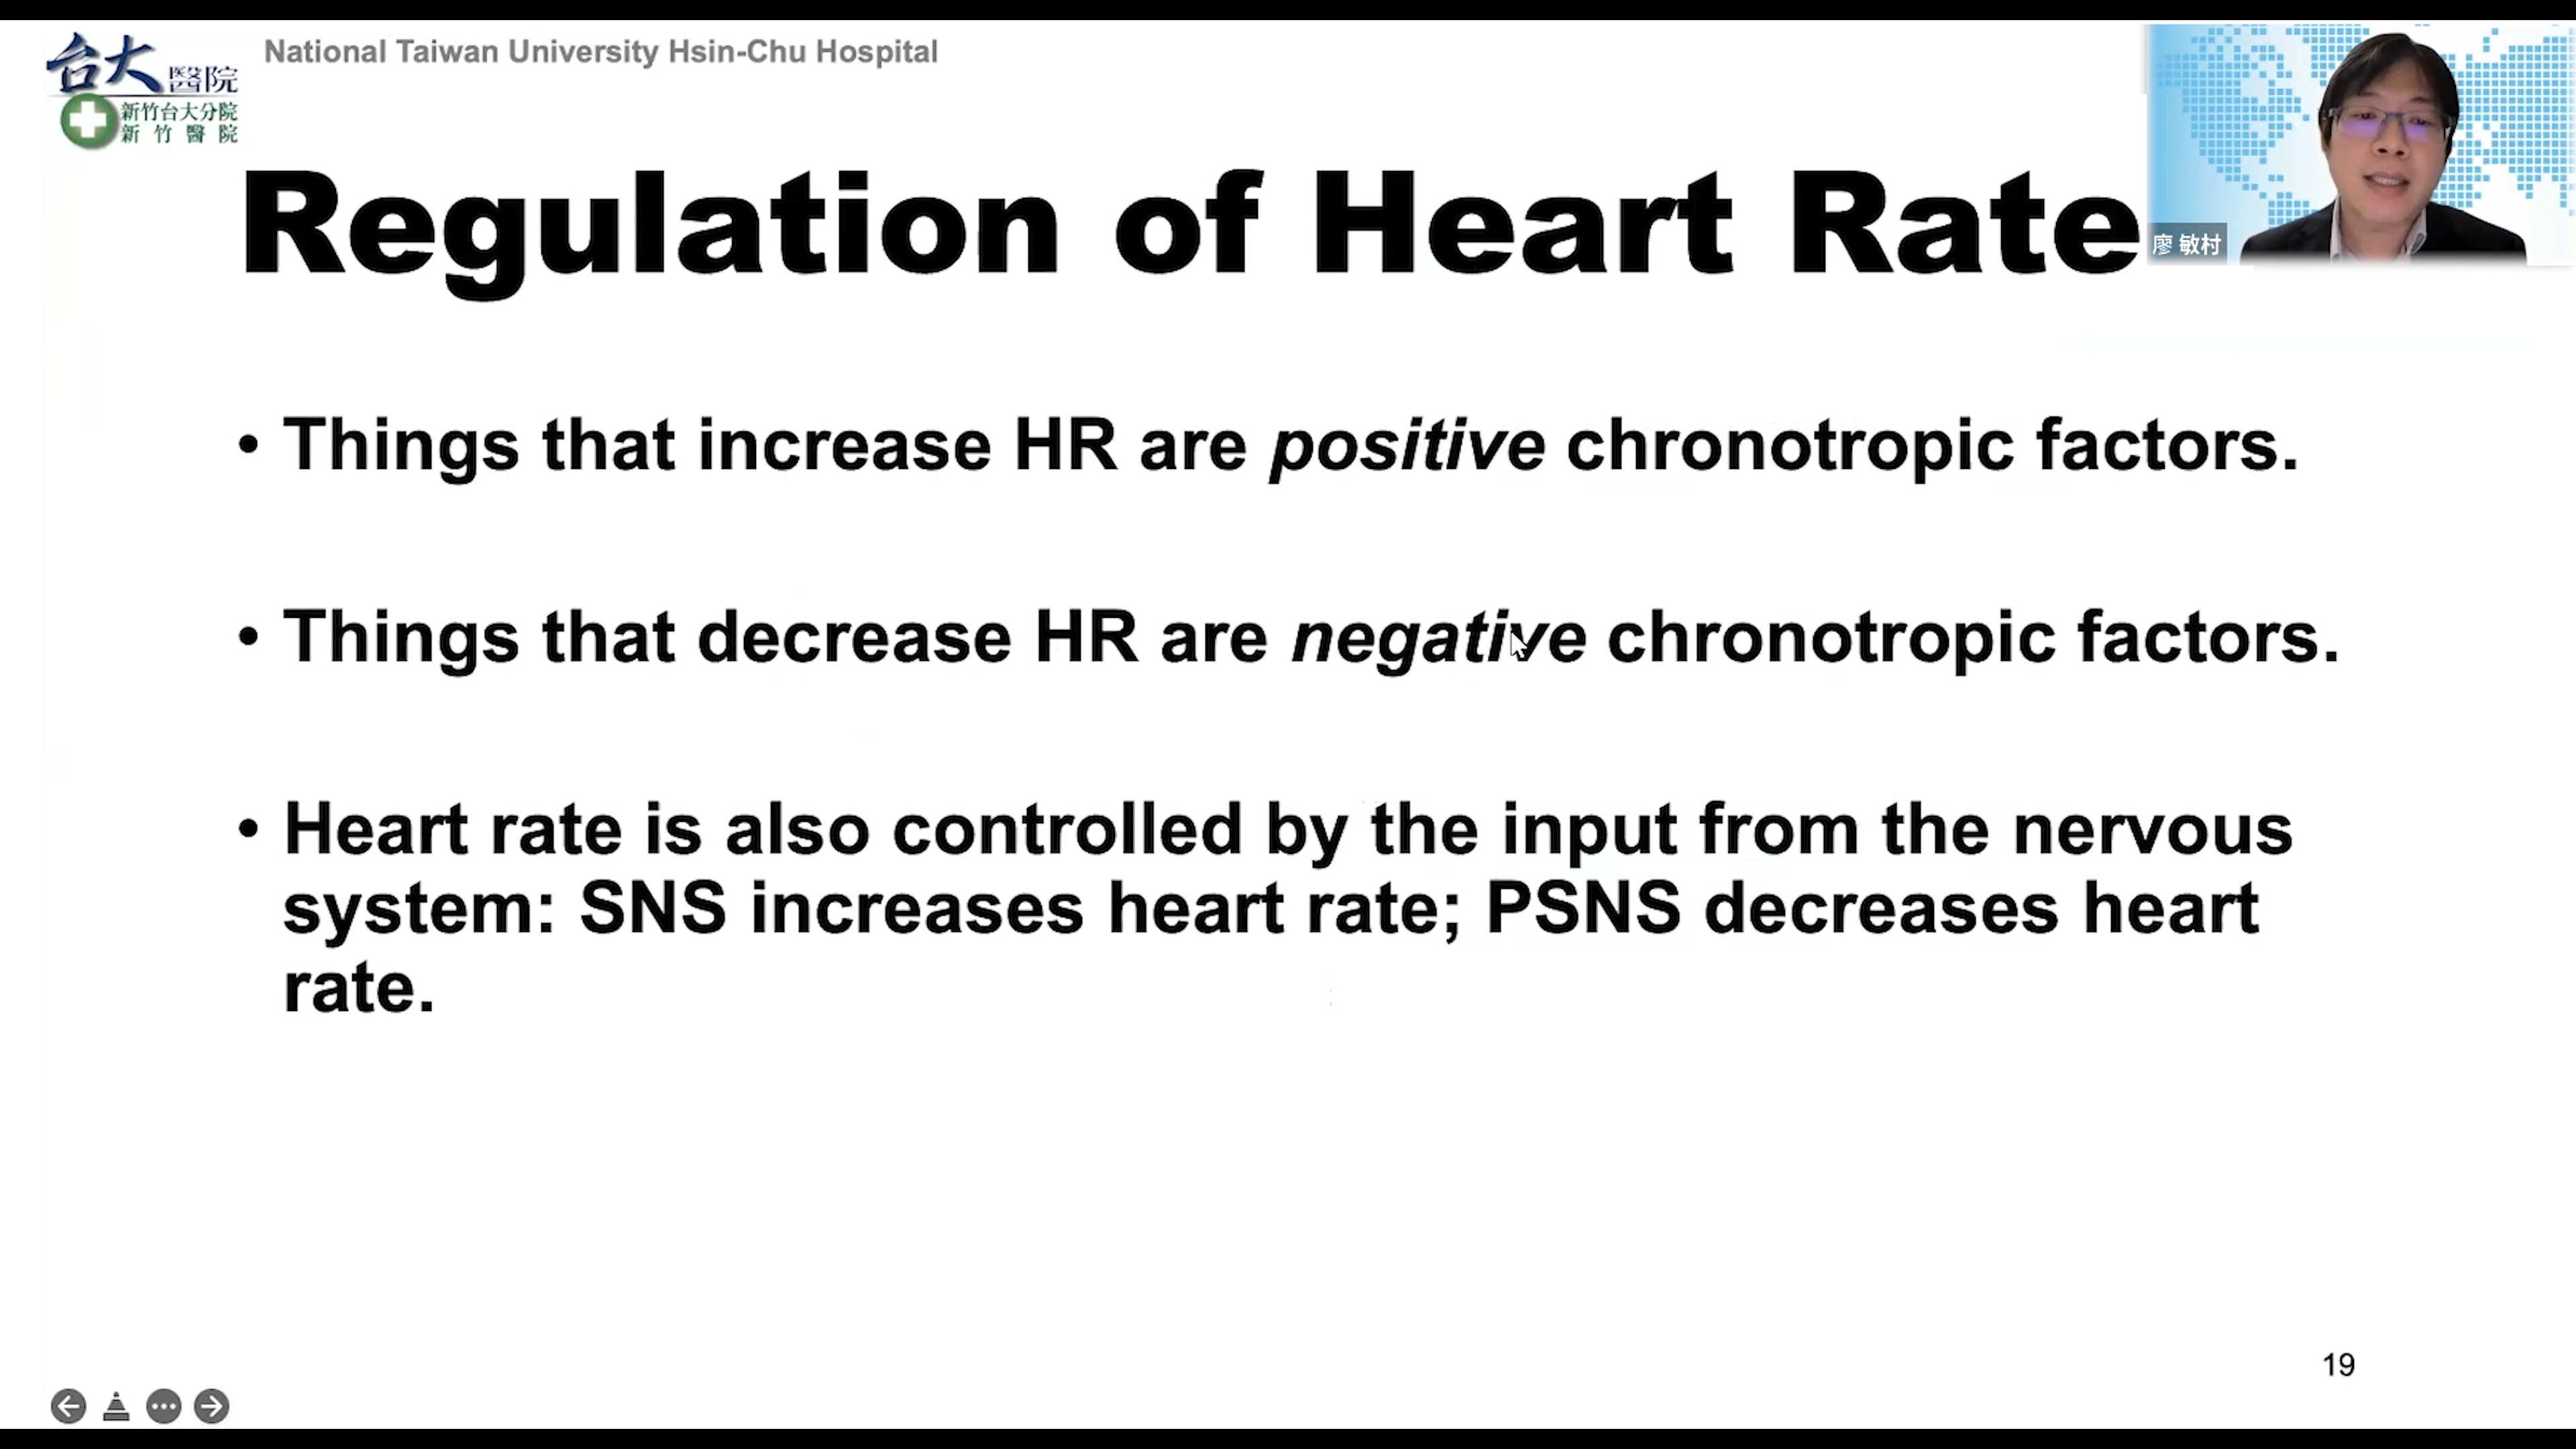 National Taiwan University Hsin-Chu Hospital
台大醫院
新竹台大分院
新竹醫院
Regulation of Heart Rate
廖 敏村
• Things that increase HR are positive chronotropic factors.
• Things that decrease HR are negative chronotropic factors.
• Heart rate is also controlled by the input from the nervous
system: SNS increases heart rate; PSNS decreases heart
rate.
19